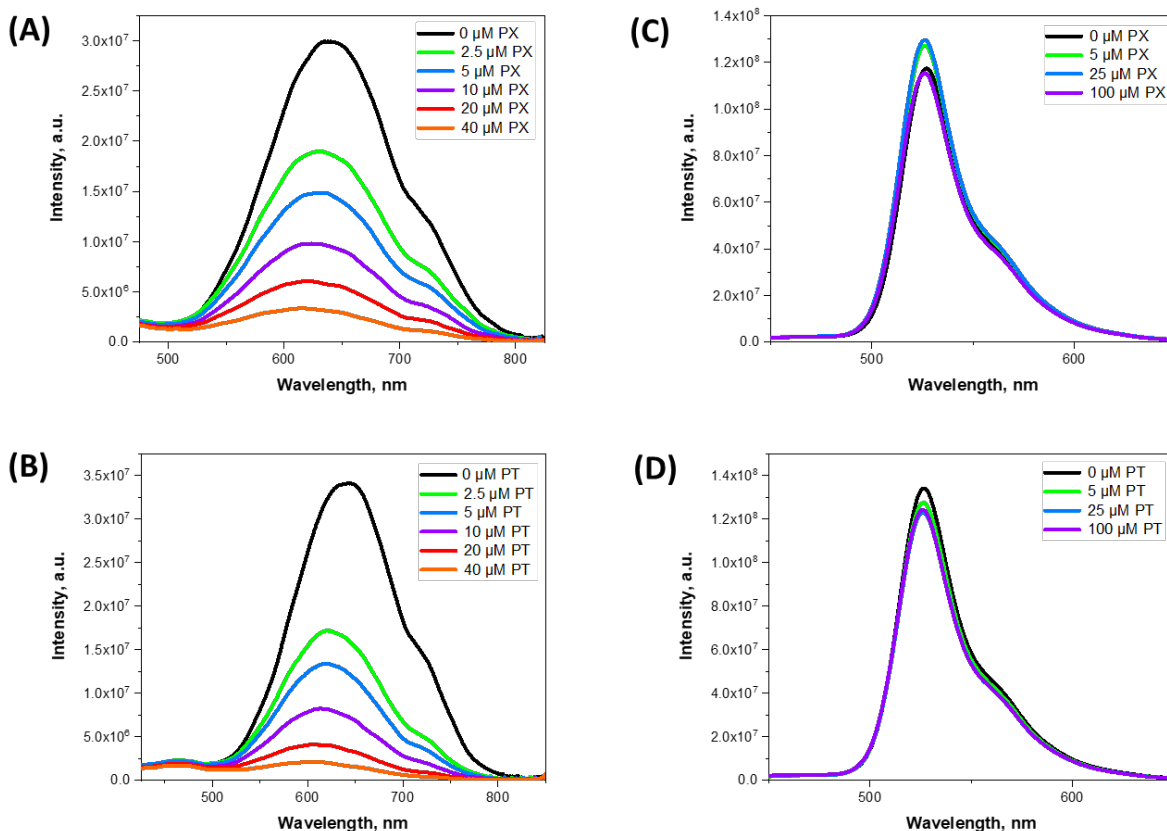 (A)
Intensity, a.u.
3.0x10⁷
2.5x10⁷
2.0x10⁷
1.5x10⁷
1.0x10⁷
5.0x10⁶
0.0
500
600
700
800
Wavelength, nm
0 µM PX
2.5 µM PX
5 µM PX
10 µM PX
20 µM PX
40 µM PX
(C)
Intensity, a.u.
1.4x10⁸
1.2x10⁸
1.0x10⁸
8.0x10⁷
6.0x10⁷
4.0x10⁷
2.0x10⁷
0.0
500
600
Wavelength, nm
0 µM PX
5 µM PX
25 µM PX
100 µM PX
(B)
Intensity, a.u.
3.5x10⁷
3.0x10⁷
2.5x10⁷
2.0x10⁷
1.5x10⁷
1.0x10⁷
5.0x10⁶
0.0
500
600
700
800
Wavelength, nm
0 µM PT
2.5 µM PT
5 µM PT
10 µM PT
20 µM PT
40 µM PT
(D)
Intensity, a.u.
1.4x10⁸
1.2x10⁸
1.0x10⁸
8.0x10⁷
6.0x10⁷
4.0x10⁷
2.0x10⁷
0.0
500
600
Wavelength, nm
0 µM PT
5 µM PT
25 µM PT
100 µM PT